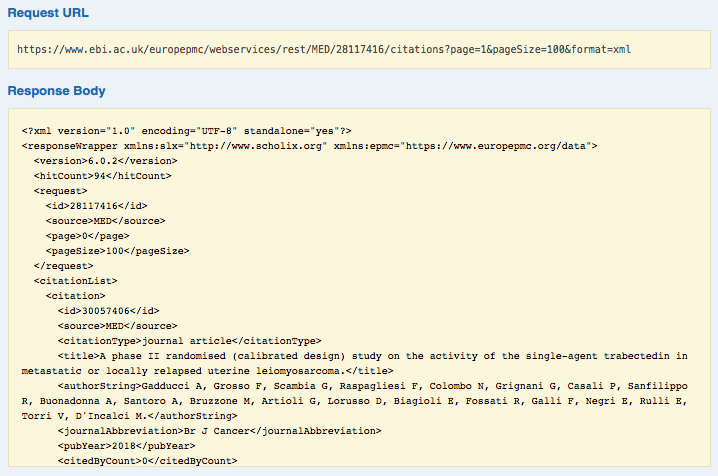 Request URL
https://www.ebi.ac.uk/europepmc/webservices/rest/MED/28117416/citations?page=1&pageSize=100&format=xml
Response Body
<?xml version="1.0" encoding="UTF-8" standalone="yes"?>
<responseWrapper xmlns:slx="http://www.scholix.org" xmlns:epmc="https://www.europepmc.org/data">
<version>6.0.2</version>
<hitCount>94</hitCount>
<request>
<id>28117416</id>
<source>MED</source>
<page>0</page>
<pageSize>100</pageSize>
</request>
<citationList>
<citation>
<id>30057406</id>
<source>MED</source>
<citationType>journal article</citationType>
<title>A phase II randomised (calibrated design) study on the activity of the single-agent trabectedin in
metastatic or locally relapsed uterine leiomyosarcoma.</title>
<authorString>Gadducci A, Grosso F, Scambia G, Raspagliesi F, Colombo N, Grignani G, Casali P, Sanfilippo
R, Buonadonna A, Santoro A, Bruzzone M, Artioli G, Lorusso D, Biagioli E, Fossati R, Galli F, Negri E, Rulli E,
Torri V, D'Incalci M.</authorString>
<journalAbbreviation>Br J Cancer</journalAbbreviation>
<pubYear>2018</pubYear>
<citedByCount>0</citedByCount>